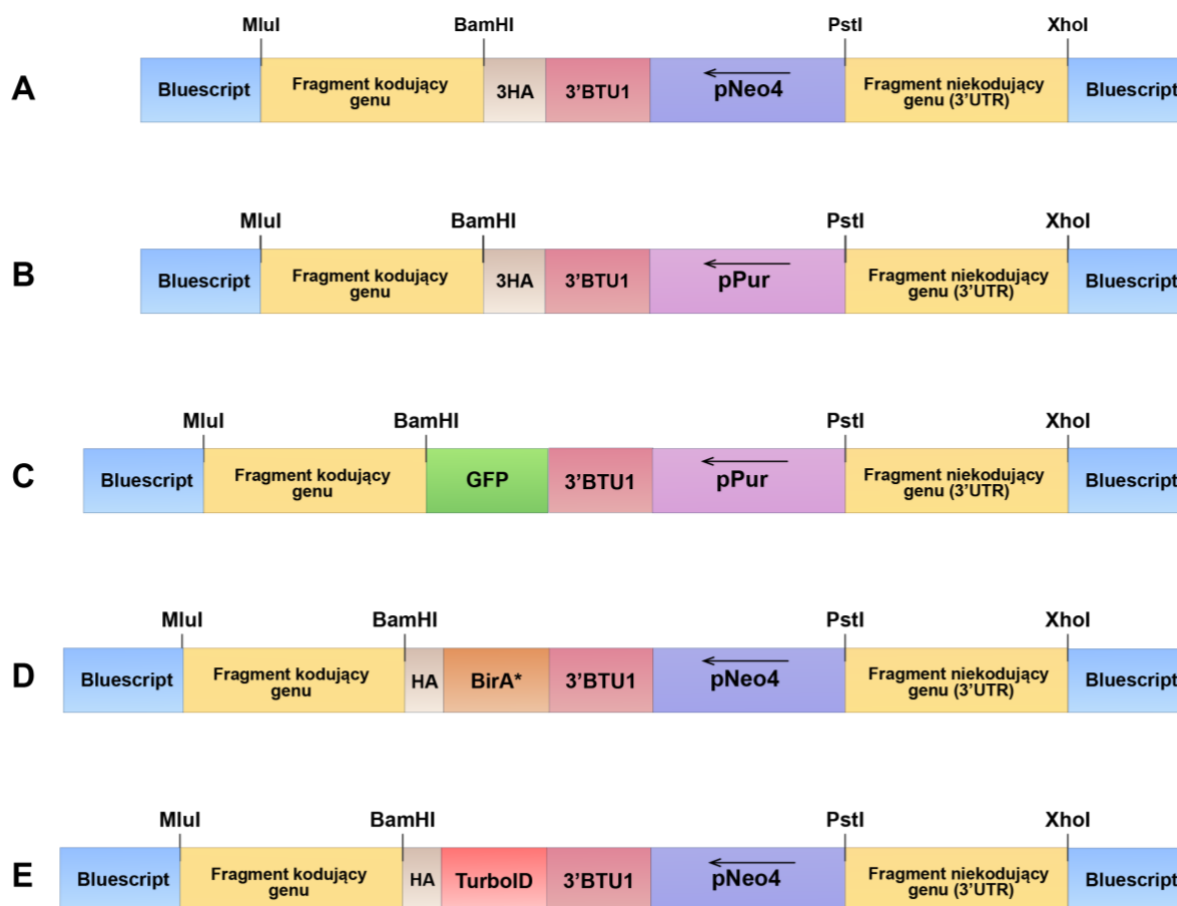 MluI BamHI PstI XhoI
A Bluescript Fragment kodujący genu 3HA 3'BTU1 pNeo4 Fragment niekodujący genu (3'UTR) Bluescript
MluI BamHI PstI XhoI
B Bluescript Fragment kodujący genu 3HA 3'BTU1 pPur Fragment niekodujący genu (3'UTR) Bluescript
MluI BamHI PstI XhoI
C Bluescript Fragment kodujący genu GFP 3'BTU1 pPur Fragment niekodujący genu (3'UTR) Bluescript
MluI BamHI PstI XhoI
D Bluescript Fragment kodujący genu HA BirA* 3'BTU1 pNeo4 Fragment niekodujący genu (3'UTR) Bluescript
MluI BamHI PstI XhoI
E Bluescript Fragment kodujący genu HA TurboID 3'BTU1 pNeo4 Fragment niekodujący genu (3'UTR) Bluescript